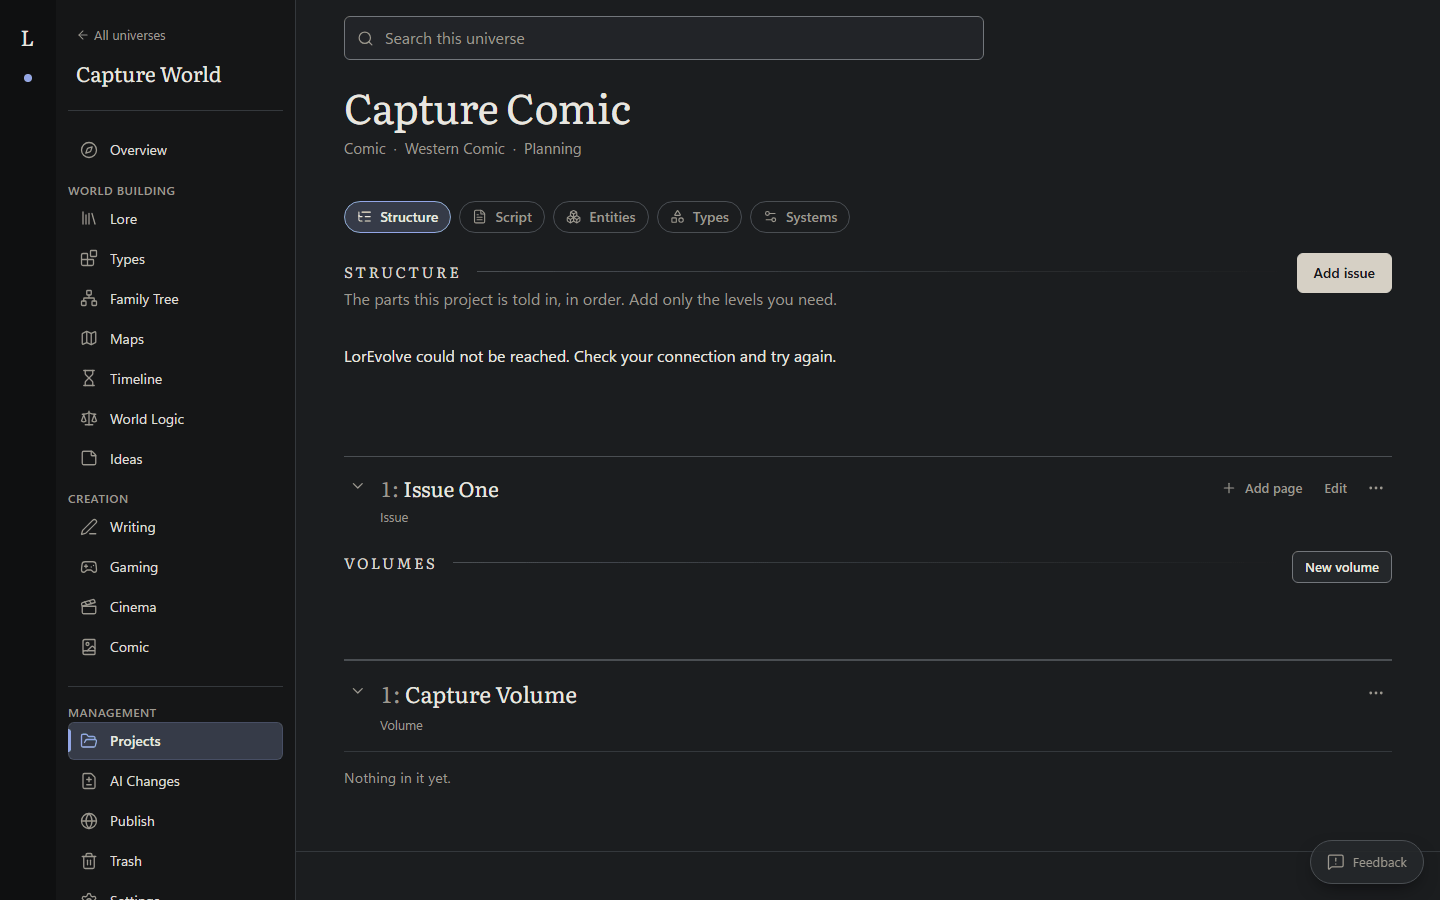 L
All universes
Capture World
Overview
WORLD BUILDING
Lore
Types
Family Tree
Maps
Timeline
World Logic
Ideas
CREATION
Writing
Gaming
Cinema
Comic
MANAGEMENT
Projects
AI Changes
Publish
Trash
Settings
Search this universe
Capture Comic
Comic · Western Comic · Planning
Structure Script Entities Types Systems
STRUCTURE Add issue
The parts this project is told in, in order. Add only the levels you need.
LorEvolve could not be reached. Check your connection and try again.
1: Issue One Add page Edit ···
Issue
VOLUMES New volume
1: Capture Volume ···
Volume
Nothing in it yet.
Feedback